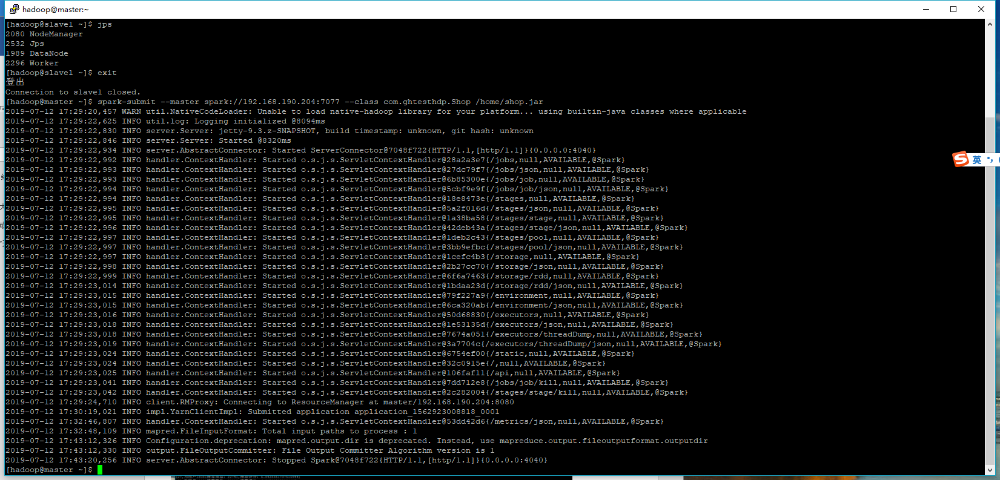 hadoop@master:~
[hadoop@slave1 ~]$ jps
2080 NodeManager
2532 Jps
1989 DataNode
2296 Worker
[hadoop@slave1 ~]$ exit
登出
Connection to slave1 closed.
[hadoop@master ~]$ spark-submit --master spark://192.168.190.204:7077 --class com.ghtesthdp.Shop /home/shop.jar
2019-07-12 17:29:20,457 WARN util.NativeCodeLoader: Unable to load native-hadoop library for your platform... using builtin-java classes where applicable
2019-07-12 17:29:22,625 INFO util.log: Logging initialized @8094ms
2019-07-12 17:29:22,830 INFO server.Server: jetty-9.3.z-SNAPSHOT, build timestamp: unknown, git hash: unknown
2019-07-12 17:29:22,846 INFO server.Server: Started @8320ms
2019-07-12 17:29:22,934 INFO server.AbstractConnector: Started ServerConnector@7048f722{HTTP/1.1,[http/1.1]}{0.0.0.0:4040}
2019-07-12 17:29:22,992 INFO handler.ContextHandler: Started o.s.j.s.ServletContextHandler@28a2a3e7{/jobs,null,AVAILABLE,@Spark}
2019-07-12 17:29:22,993 INFO handler.ContextHandler: Started o.s.j.s.ServletContextHandler@27dc79f7{/jobs/json,null,AVAILABLE,@Spark}
2019-07-12 17:29:22,993 INFO handler.ContextHandler: Started o.s.j.s.ServletContextHandler@6b85300e{/jobs/job,null,AVAILABLE,@Spark}
2019-07-12 17:29:22,994 INFO handler.ContextHandler: Started o.s.j.s.ServletContextHandler@5cbf9e9f{/jobs/job/json,null,AVAILABLE,@Spark}
2019-07-12 17:29:22,994 INFO handler.ContextHandler: Started o.s.j.s.ServletContextHandler@18e8473e{/stages,null,AVAILABLE,@Spark}
2019-07-12 17:29:22,995 INFO handler.ContextHandler: Started o.s.j.s.ServletContextHandler@5a2f016d{/stages/json,null,AVAILABLE,@Spark}
2019-07-12 17:29:22,995 INFO handler.ContextHandler: Started o.s.j.s.ServletContextHandler@1a38ba58{/stages/stage,null,AVAILABLE,@Spark}
2019-07-12 17:29:22,996 INFO handler.ContextHandler: Started o.s.j.s.ServletContextHandler@42deb43a{/stages/stage/json,null,AVAILABLE,@Spark}
2019-07-12 17:29:22,997 INFO handler.ContextHandler: Started o.s.j.s.ServletContextHandler@1deb2c43{/stages/pool,null,AVAILABLE,@Spark}
2019-07-12 17:29:22,997 INFO handler.ContextHandler: Started o.s.j.s.ServletContextHandler@3bb9efbc{/stages/pool/json,null,AVAILABLE,@Spark}
2019-07-12 17:29:22,997 INFO handler.ContextHandler: Started o.s.j.s.ServletContextHandler@1cefc4b3{/storage,null,AVAILABLE,@Spark}
2019-07-12 17:29:22,998 INFO handler.ContextHandler: Started o.s.j.s.ServletContextHandler@2b27cc70{/storage/json,null,AVAILABLE,@Spark}
2019-07-12 17:29:22,999 INFO handler.ContextHandler: Started o.s.j.s.ServletContextHandler@6f6a7463{/storage/rdd,null,AVAILABLE,@Spark}
2019-07-12 17:29:23,014 INFO handler.ContextHandler: Started o.s.j.s.ServletContextHandler@1bdaa23d{/storage/rdd/json,null,AVAILABLE,@Spark}
2019-07-12 17:29:23,015 INFO handler.ContextHandler: Started o.s.j.s.ServletContextHandler@79f227a9{/environment,null,AVAILABLE,@Spark}
2019-07-12 17:29:23,015 INFO handler.ContextHandler: Started o.s.j.s.ServletContextHandler@6ca320ab{/environment/json,null,AVAILABLE,@Spark}
2019-07-12 17:29:23,016 INFO handler.ContextHandler: Started o.s.j.s.ServletContextHandler@50d68830{/executors,null,AVAILABLE,@Spark}
2019-07-12 17:29:23,018 INFO handler.ContextHandler: Started o.s.j.s.ServletContextHandler@1e53135d{/executors/json,null,AVAILABLE,@Spark}
2019-07-12 17:29:23,018 INFO handler.ContextHandler: Started o.s.j.s.ServletContextHandler@7674a051{/executors/threadDump,null,AVAILABLE,@Spark}
2019-07-12 17:29:23,019 INFO handler.ContextHandler: Started o.s.j.s.ServletContextHandler@3a7704c{/executors/threadDump/json,null,AVAILABLE,@Spark}
2019-07-12 17:29:23,024 INFO handler.ContextHandler: Started o.s.j.s.ServletContextHandler@6754ef00{/static,null,AVAILABLE,@Spark}
2019-07-12 17:29:23,024 INFO handler.ContextHandler: Started o.s.j.s.ServletContextHandler@32c0915e{/,null,AVAILABLE,@Spark}
2019-07-12 17:29:23,025 INFO handler.ContextHandler: Started o.s.j.s.ServletContextHandler@106faf11{/api,null,AVAILABLE,@Spark}
2019-07-12 17:29:23,041 INFO handler.ContextHandler: Started o.s.j.s.ServletContextHandler@7dd712e8{/jobs/job/kill,null,AVAILABLE,@Spark}
2019-07-12 17:29:23,042 INFO handler.ContextHandler: Started o.s.j.s.ServletContextHandler@2c282004{/stages/stage/kill,null,AVAILABLE,@Spark}
2019-07-12 17:29:24,710 INFO client.RMProxy: Connecting to ResourceManager at master/192.168.190.204:8080
2019-07-12 17:30:19,021 INFO impl.YarnClientImpl: Submitted application application_1562923008818_0001
2019-07-12 17:32:46,807 INFO handler.ContextHandler: Started o.s.j.s.ServletContextHandler@53dd42d6{/metrics/json,null,AVAILABLE,@Spark}
2019-07-12 17:32:48,109 INFO mapred.FileInputFormat: Total input paths to process : 1
2019-07-12 17:43:12,326 INFO Configuration.deprecation: mapred.output.dir is deprecated. Instead, use mapreduce.output.fileoutputformat.outputdir
2019-07-12 17:43:12,330 INFO output.FileOutputCommitter: File Output Committer Algorithm version is 1
2019-07-12 17:43:20,256 INFO server.AbstractConnector: Stopped Spark@7048f722{HTTP/1.1,[http/1.1]}{0.0.0.0:4040}
[hadoop@master ~]$
S 英